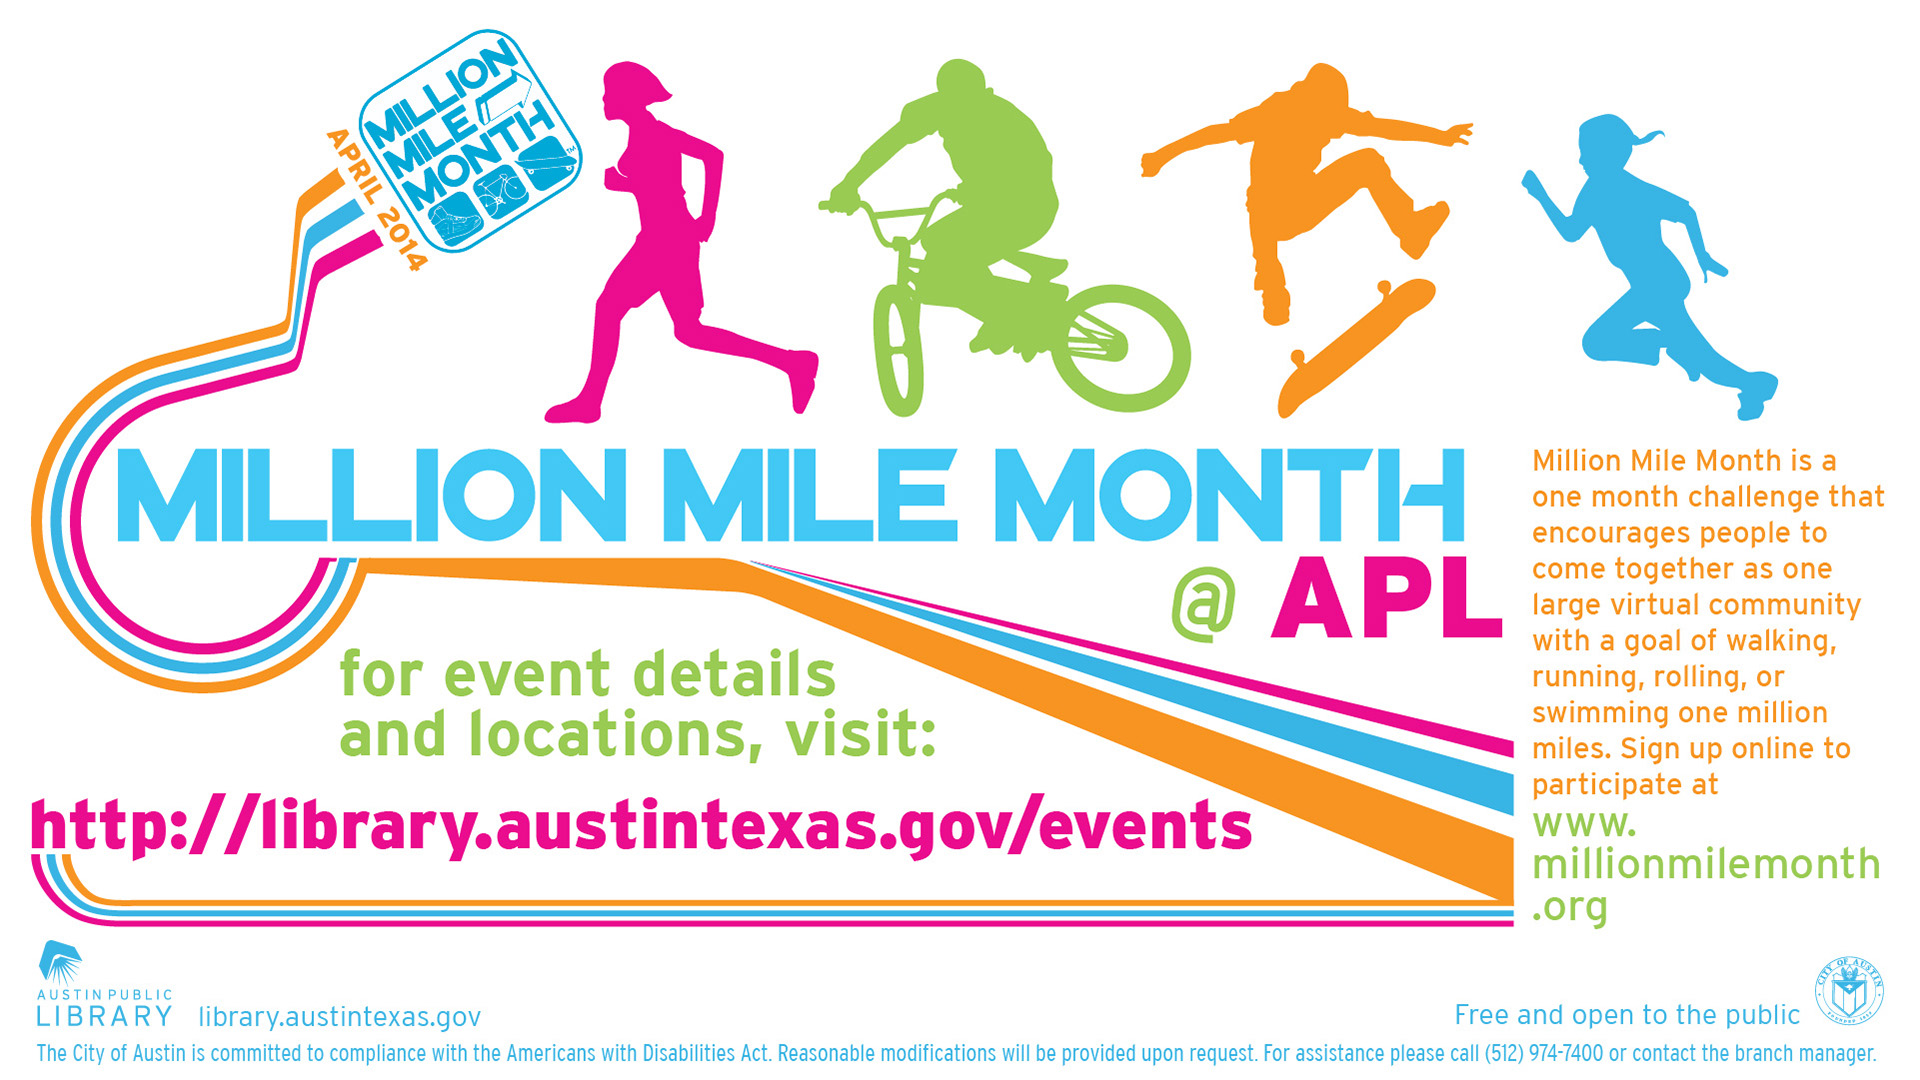 MILLION
MILE
MONTH
TM
APRIL 2014
MILLION MILE MONTH
@ APL
for event details
and locations, visit:
http://library.austintexas.gov/events
Million Mile Month is a
one month challenge that
encourages people to
come together as one
large virtual community
with a goal of walking,
running, rolling, or
swimming one million
miles. Sign up online to
participate at
www.
millionmilemonth
.org
AUSTIN PUBLIC
LIBRARY
library.austintexas.gov
Free and open to the public
CITY OF AUSTIN
The City of Austin is committed to compliance with the Americans with Disabilities Act. Reasonable modifications will be provided upon request. For assistance please call (512) 974-7400 or contact the branch manager.